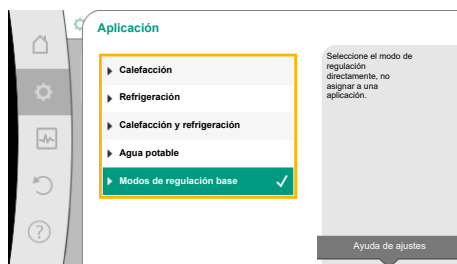 Aplicación
Calefacción
Refrigeración
Calefacción y refrigeración
Agua potable
Modos de regulación base
Seleccione el modo de
regulación
directamente, no
asignar a una
aplicación.
Ayuda de ajustes
?